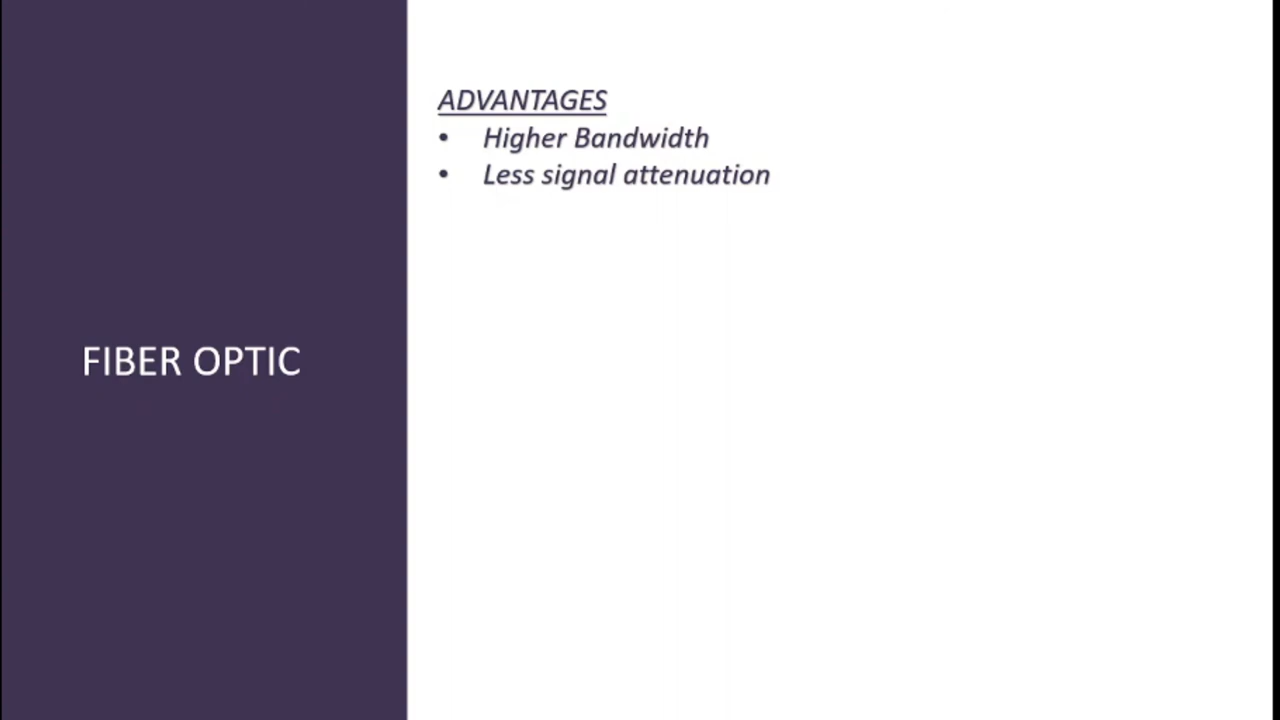 FIBER OPTIC
ADVANTAGES
• Higher Bandwidth
• Less signal attenuation